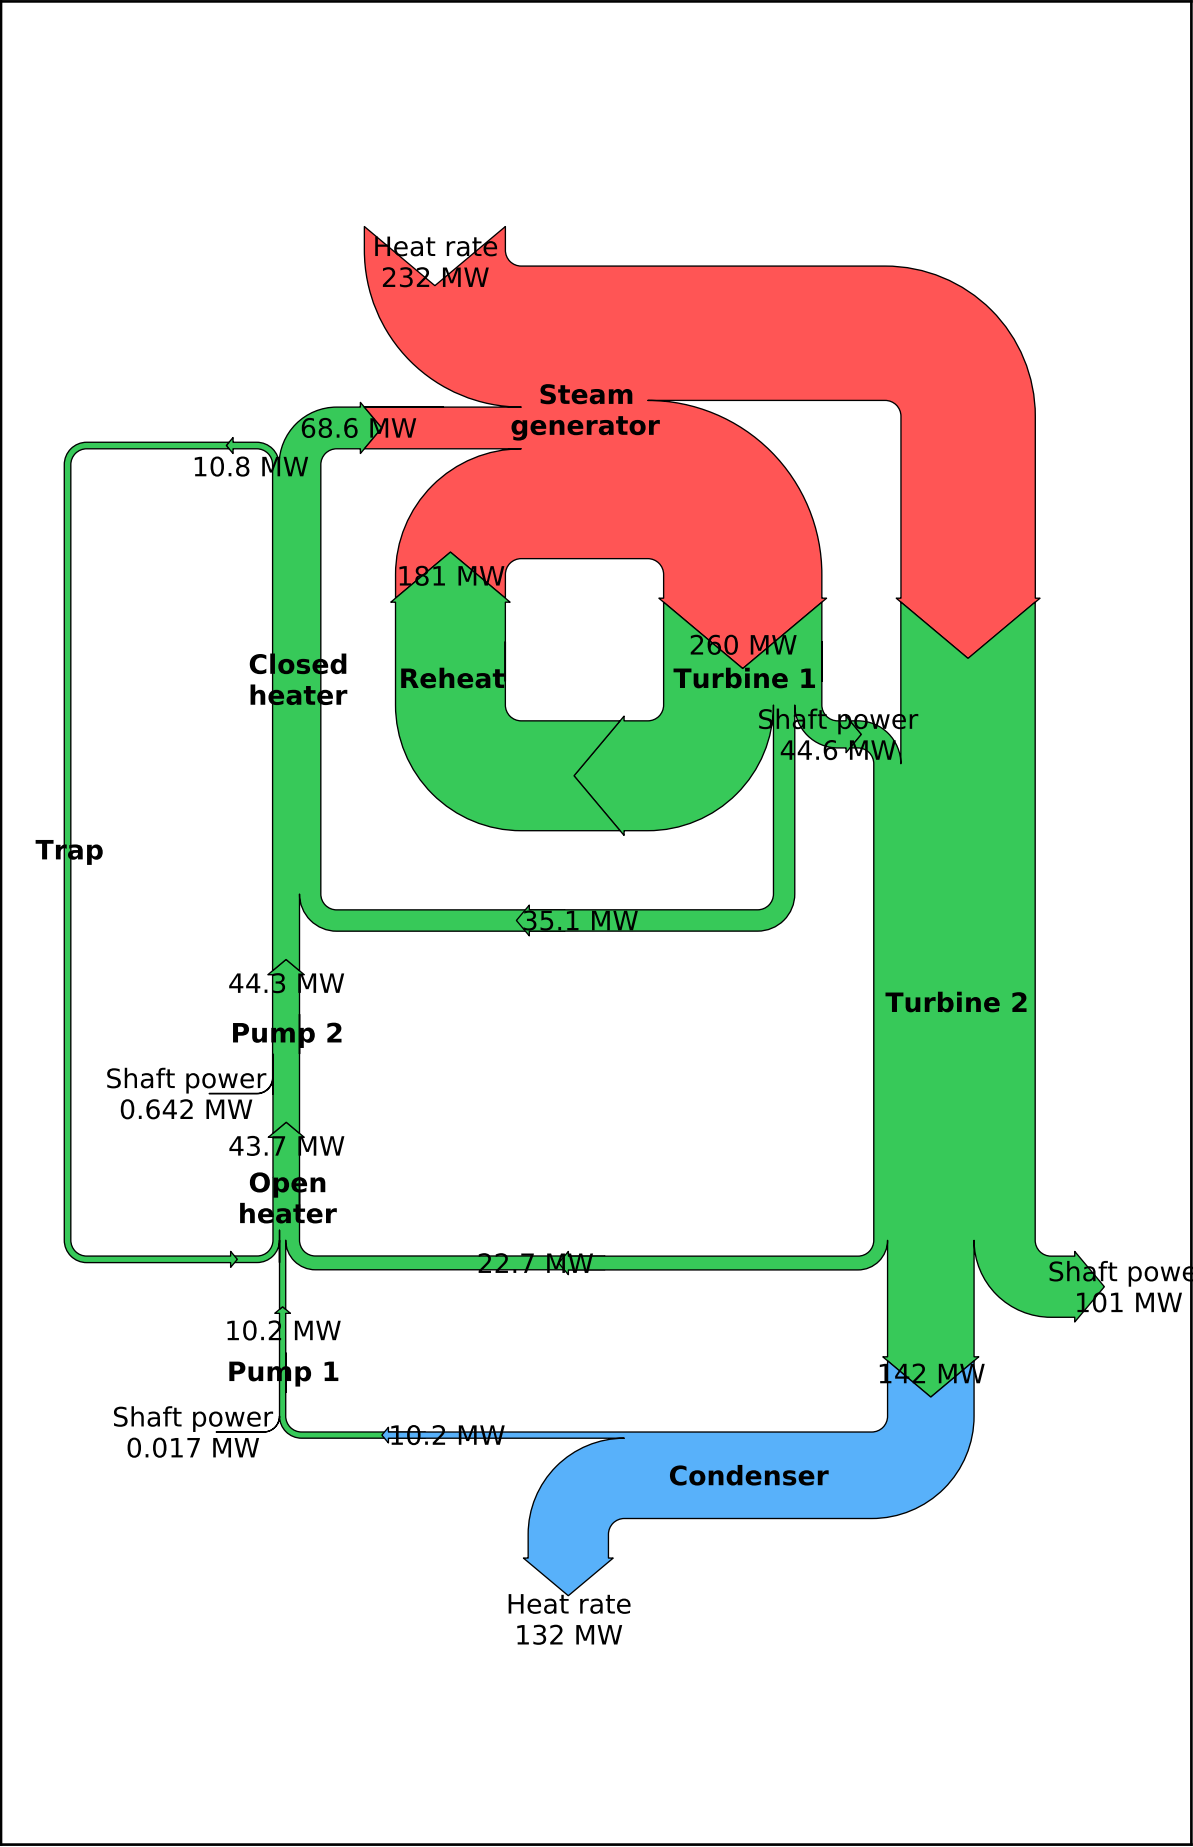 Heat rate
232 MW
Steam
generator
68.6 MW
10.8 MW
181 MW
260 MW
Closed
heater
Reheat
Turbine 1
Shaft power
44.6 MW
Trap
35.1 MW
44.3 MW
Turbine 2
Pump 2
Shaft power
0.642 MW
43.7 MW
Open
heater
22.7 MW
Shaft powe
101 MW
10.2 MW
Pump 1
142 MW
Shaft power
0.017 MW
10.2 MW
Condenser
Heat rate
132 MW